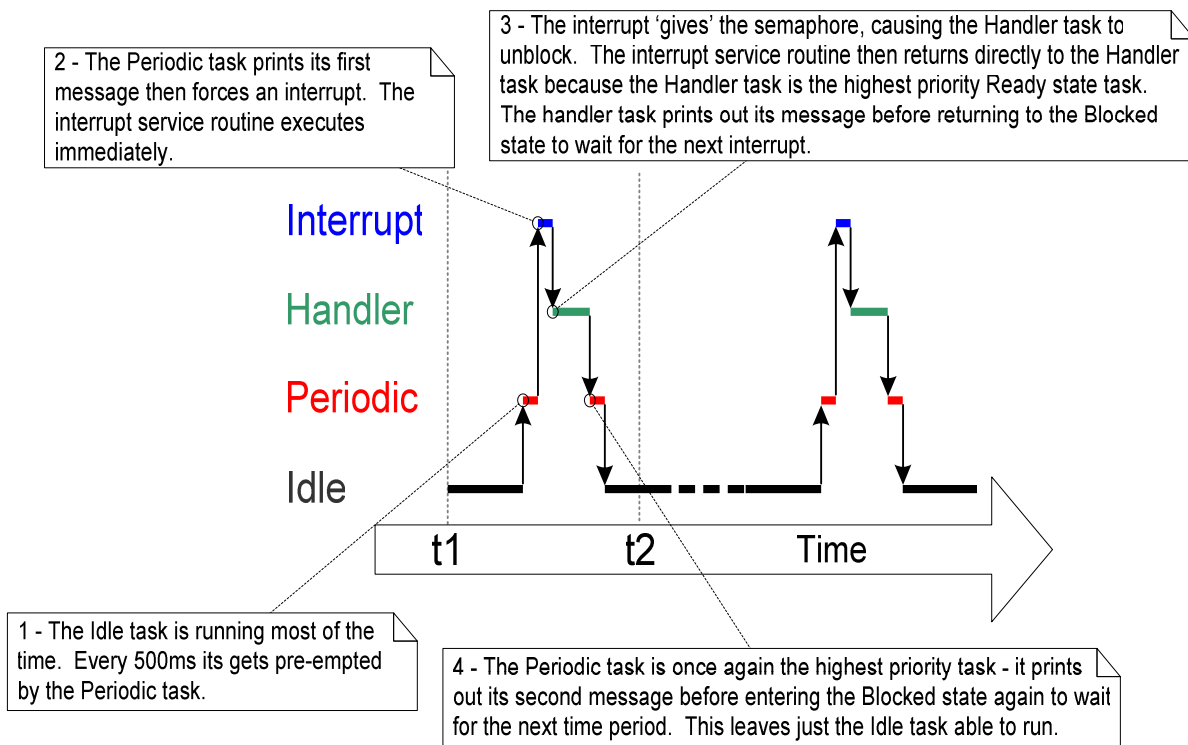 3 - The interrupt ‘gives’ the semaphore, causing the Handler task to
unblock. The interrupt service routine then returns directly to the Handler
task because the Handler task is the highest priority Ready state task.
The handler task prints out its message before returning to the Blocked
state to wait for the next interrupt.
2 - The Periodic task prints its first
message then forces an interrupt. The
interrupt service routine executes
immediately.
Interrupt
Handler
Periodic
Idle
t1
t2
Time
1 - The Idle task is running most of the
time. Every 500ms its gets pre-empted
by the Periodic task.
4 - The Periodic task is once again the highest priority task - it prints
out its second message before entering the Blocked state again to wait
for the next time period. This leaves just the Idle task able to run.